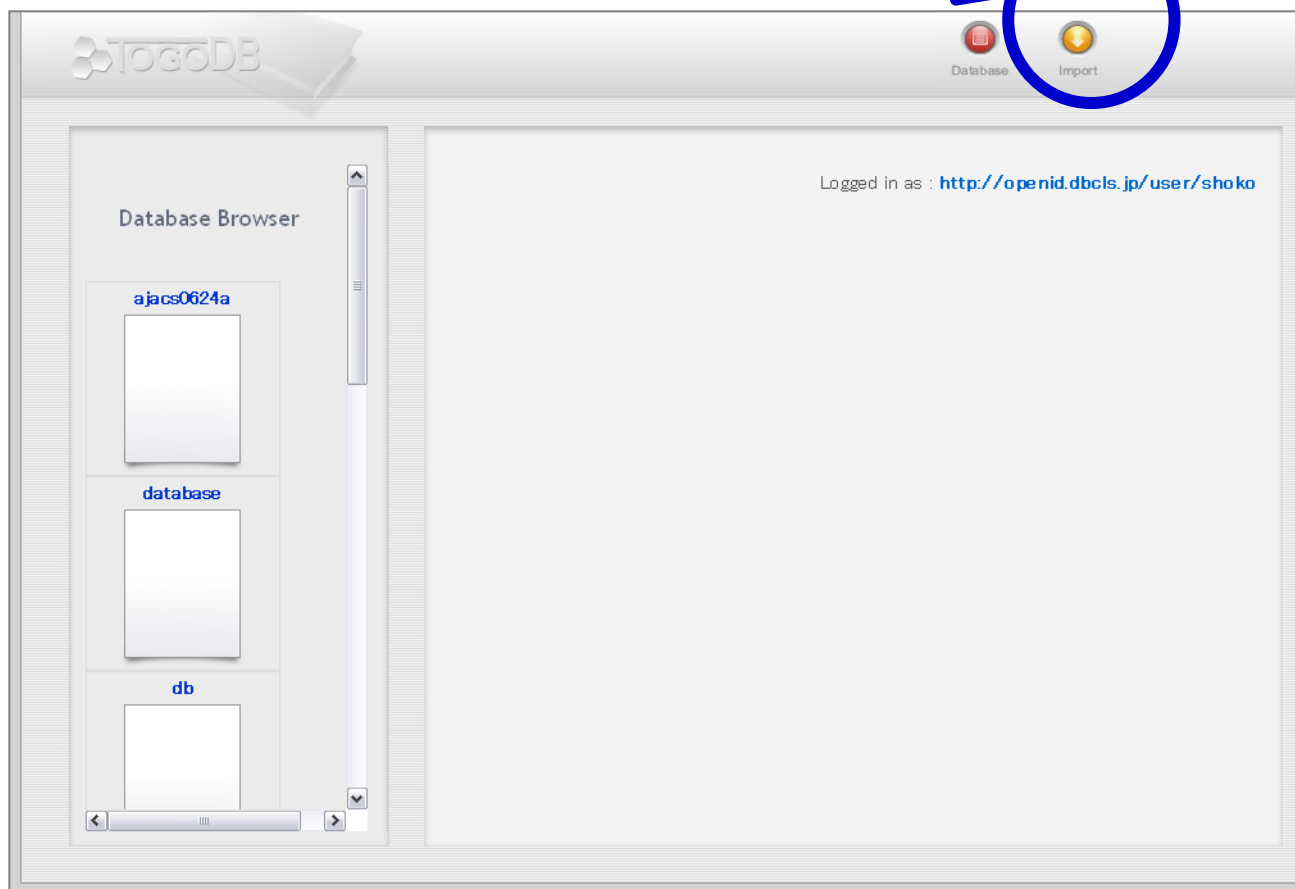 TOGODB
Database
Import
Logged in as : http://openid.dbcls.jp/user/shoko
Database Browser
ajacs0624a
database
db